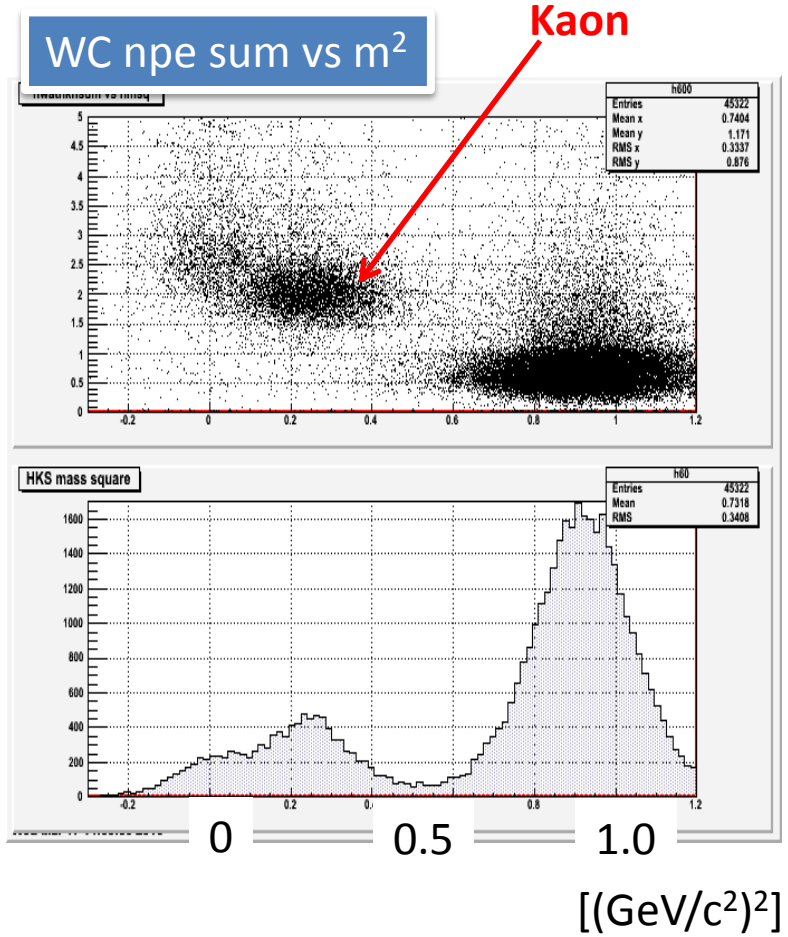 Kaon
WC npe sum vs m²
h600
Entries 45322
Mean x 0.7404
Mean y 1.171
RMS x 0.3337
RMS y 0.876
5
4.5
4
3.5
3
2.5
2
1.5
1
0.5
0
-0.2 0 0.2 0.4 0.6 0.8 1 1.2
HKS mass square
h60
Entries 45322
Mean 0.7318
RMS 0.3408
1600
1400
1200
1000
800
600
400
200
0
-0.2 0.2 0.8 1.2
0 0.5 1.0
[(GeV/c²)²]